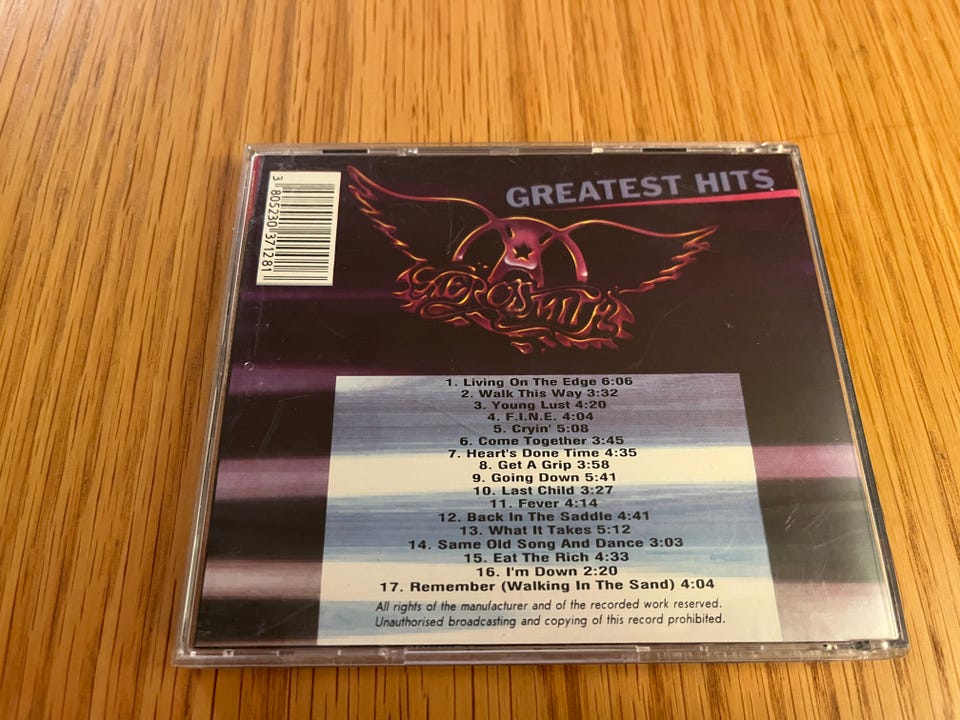 GREATEST HITS
3 805230 371281
AEROSMITH
1. Living On The Edge 6:06
2. Walk This Way 3:32
3. Young Lust 4:20
4. F.I.N.E. 4:04
5. Cryin' 5:08
6. Come Together 3:45
7. Heart's Done Time 4:35
8. Get A Grip 3:58
9. Going Down 5:41
10. Last Child 3:27
11. Fever 4:14
12. Back In The Saddle 4:41
13. What It Takes 5:12
14. Same Old Song And Dance 3:03
15. Eat The Rich 4:33
16. I'm Down 2:20
17. Remember (Walking In The Sand) 4:04
All rights of the manufacturer and of the recorded work reserved.
Unauthorised broadcasting and copying of this record prohibited.